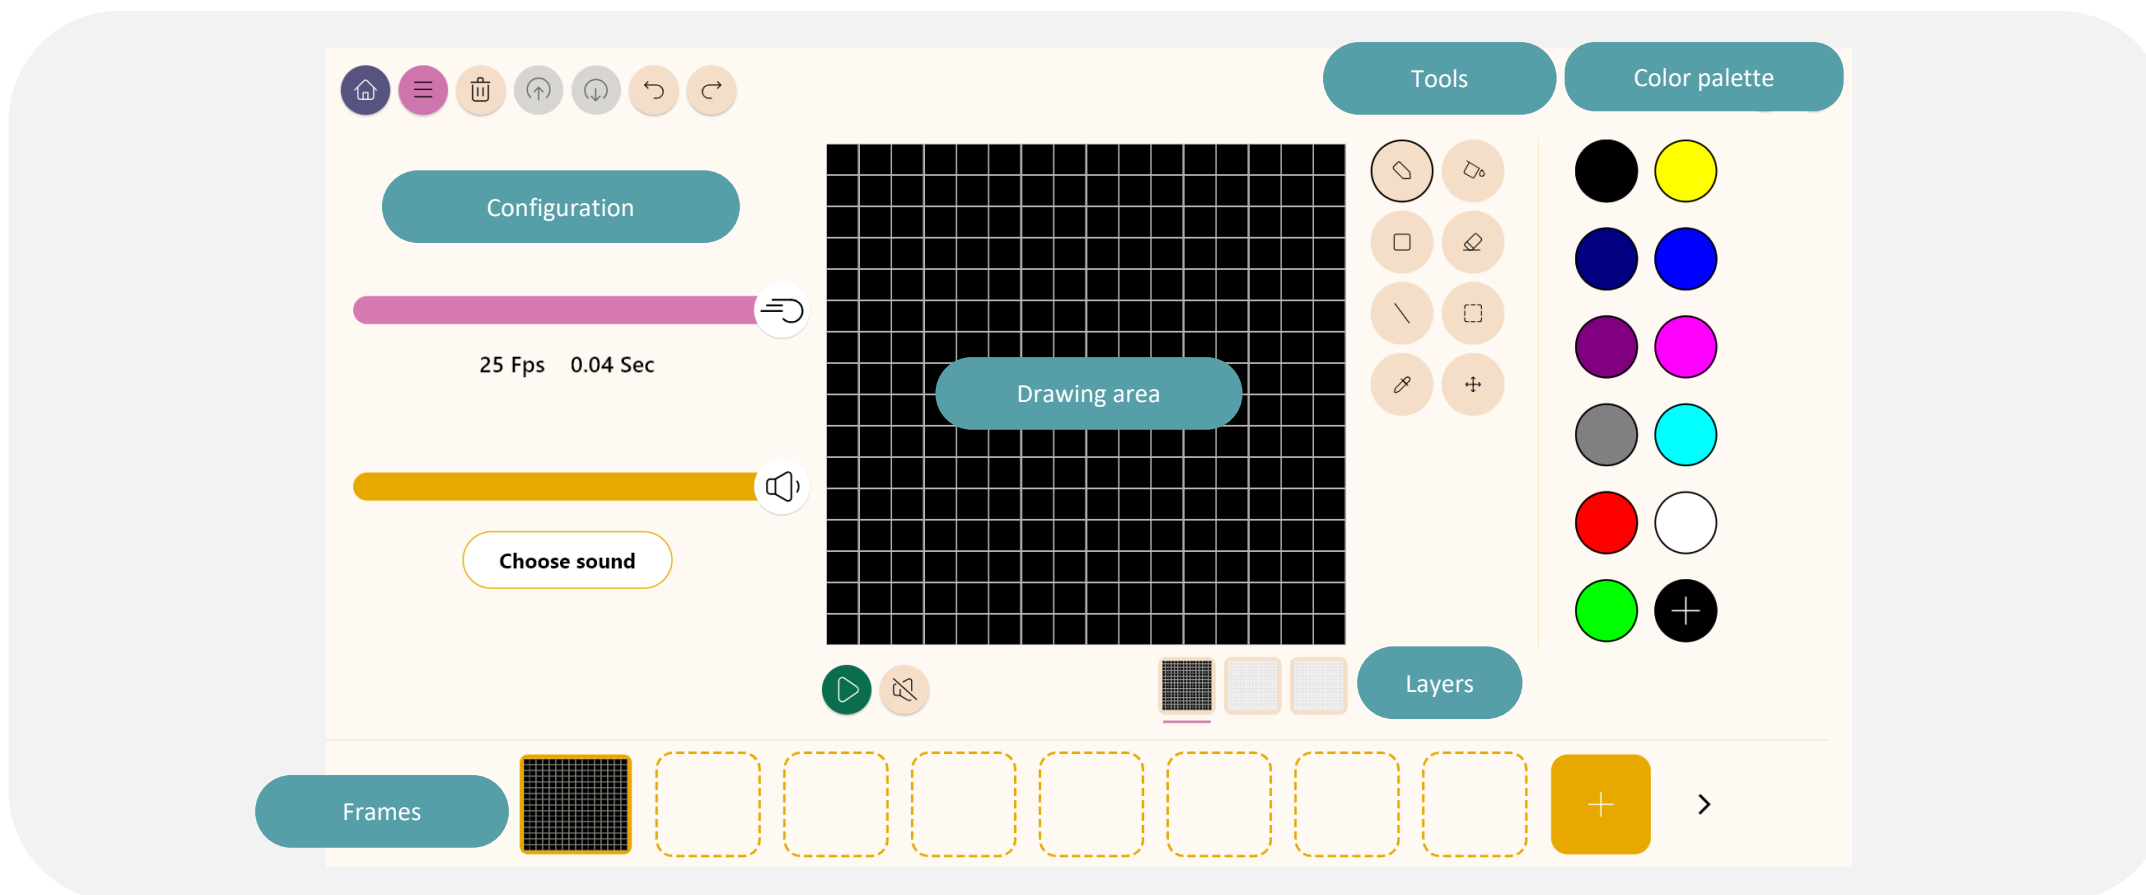 Tools
Color palette
Configuration
25 Fps 0.04 Sec
Drawing area
Choose sound
Layers
Frames